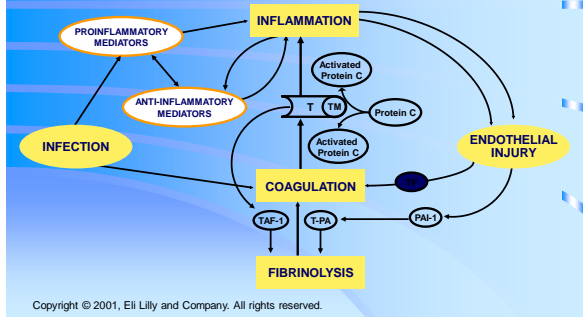 INFLAMMATION
PROINFLAMMATORY
MEDIATORS
Activated
Protein C
ANTI-INFLAMMATORY
MEDIATORS
T
TM
Protein C
INFECTION
Activated
Protein C
ENDOTHELIAL
INJURY
COAGULATION
TAF-1
T-PA
PAI-1
FIBRINOLYSIS
Copyright © 2001, Eli Lilly and Company. All rights reserved.